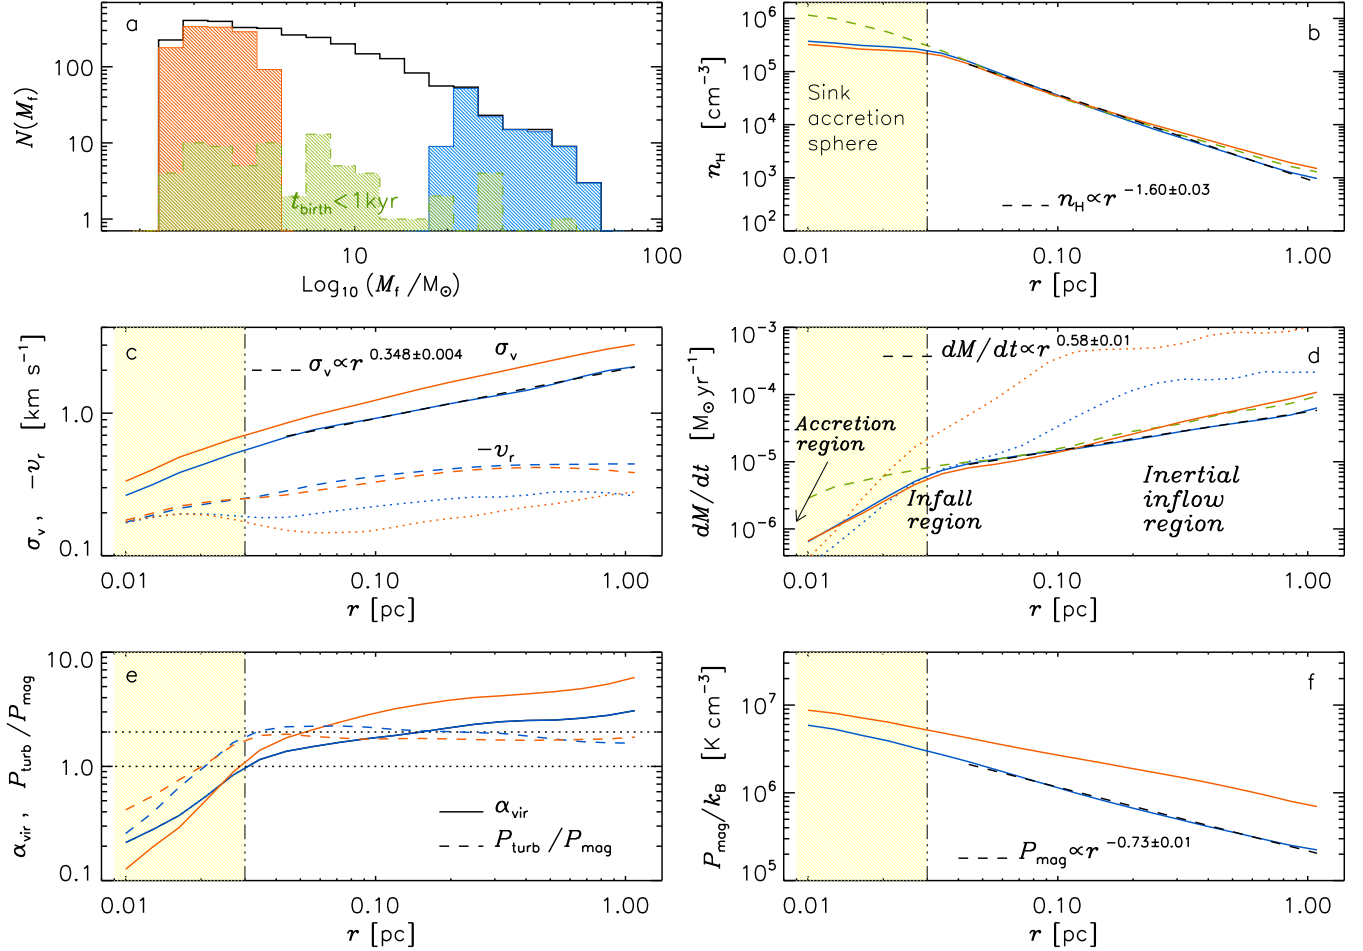 a
N(M_f)
100
10
1
t_birth<1kyr
10
100
Log_10 (M_f /M_⊙)
b
n_H [cm^-3]
10^6
10^5
10^4
10^3
10^2
Sink
accretion
sphere
n_H∝r^-1.60±0.03
0.01
0.10
1.00
r [pc]
c
σ_v , -v_r [km s^-1]
1.0
0.1
σ_v∝r^0.348±0.004
σ_v
-v_r
0.01
0.10
1.00
r [pc]
d
dM/dt [M_⊙ yr^-1]
10^-3
10^-4
10^-5
10^-6
dM/dt∝r^0.58±0.01
Accretion
region
Infall
region
Inertial
inflow
region
0.01
0.10
1.00
r [pc]
e
α_vir , P_turb /P_mag
10.0
1.0
0.1
α_vir
P_turb /P_mag
0.01
0.10
1.00
r [pc]
f
P_mag/k_B [K cm^-3]
10^7
10^6
10^5
P_mag∝r^-0.73±0.01
0.01
0.10
1.00
r [pc]